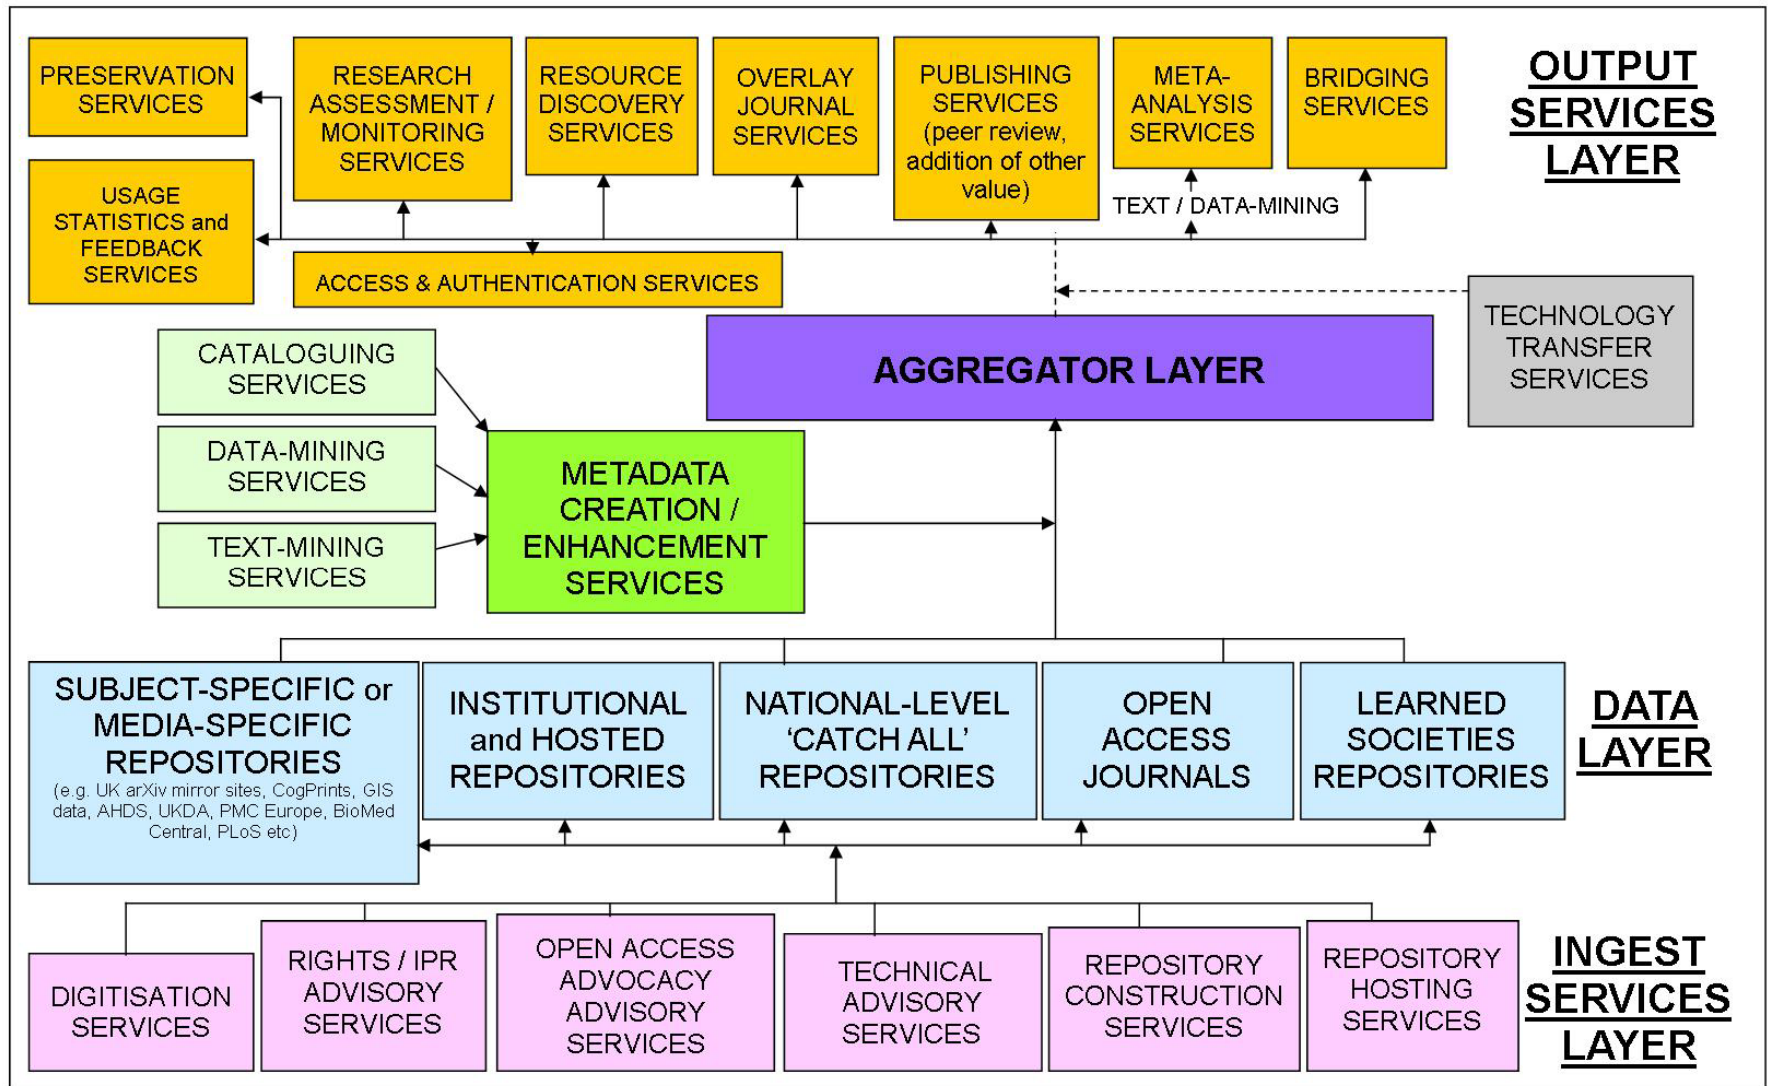 PRESERVATION
SERVICES
RESEARCH
ASSESSMENT /
MONITORING
SERVICES
RESOURCE
DISCOVERY
SERVICES
OVERLAY
JOURNAL
SERVICES
PUBLISHING
SERVICES
(peer review,
addition of other
value)
META-
ANALYSIS
SERVICES
BRIDGING
SERVICES
OUTPUT
SERVICES
LAYER
USAGE
STATISTICS and
FEEDBACK
SERVICES
TEXT / DATA-MINING
ACCESS & AUTHENTICATION SERVICES
TECHNOLOGY
TRANSFER
SERVICES
AGGREGATOR LAYER
CATALOGUING
SERVICES
DATA-MINING
SERVICES
TEXT-MINING
SERVICES
METADATA
CREATION /
ENHANCEMENT
SERVICES
SUBJECT-SPECIFIC or
MEDIA-SPECIFIC
REPOSITORIES
(e.g. UK arXiv mirror sites, CogPrints, GIS
data, AHDS, UKDA, PMC Europe, BioMed
Central, PLoS etc)
INSTITUTIONAL
and HOSTED
REPOSITORIES
NATIONAL-LEVEL
‘CATCH ALL’
REPOSITORIES
OPEN
ACCESS
JOURNALS
LEARNED
SOCIETIES
REPOSITORIES
DATA
LAYER
DIGITISATION
SERVICES
RIGHTS / IPR
ADVISORY
SERVICES
OPEN ACCESS
ADVOCACY
ADVISORY
SERVICES
TECHNICAL
ADVISORY
SERVICES
REPOSITORY
CONSTRUCTION
SERVICES
REPOSITORY
HOSTING
SERVICES
INGEST
SERVICES
LAYER